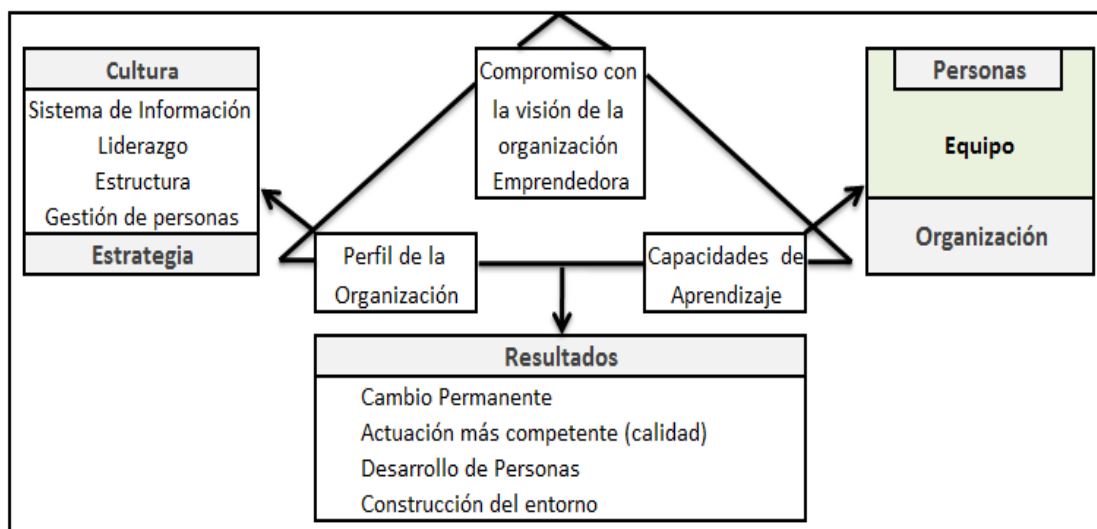 Cultura
Sistema de Información
Liderazgo
Estructura
Gestión de personas
Estrategia
Compromiso con
la visión de la
organización
Emprendedora
Personas
Equipo
Organización
Perfil de la
Organización
Capacidades de
Aprendizaje
Resultados
Cambio Permanente
Actuación más competente (calidad)
Desarrollo de Personas
Construcción del entorno